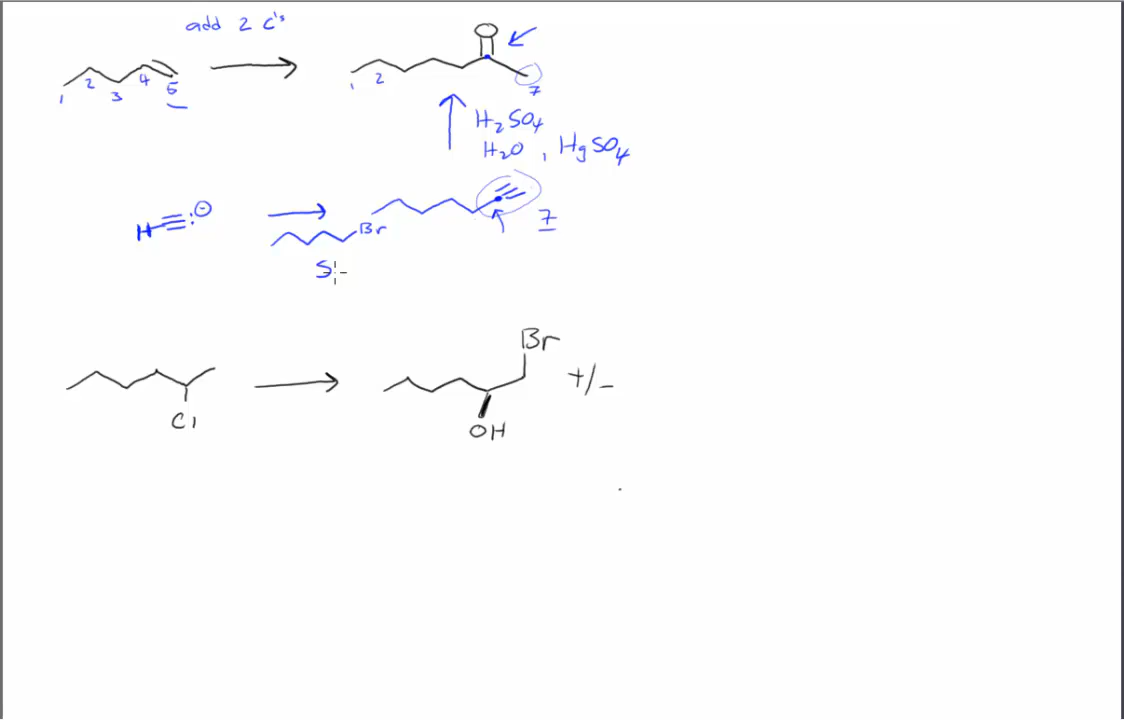 add 2 C's
O
1 2 3 4 5
1 2 7
H2SO4
H2O , HgSO4
H ⊖
Br
7
S
Br
+/-
Cl
OH